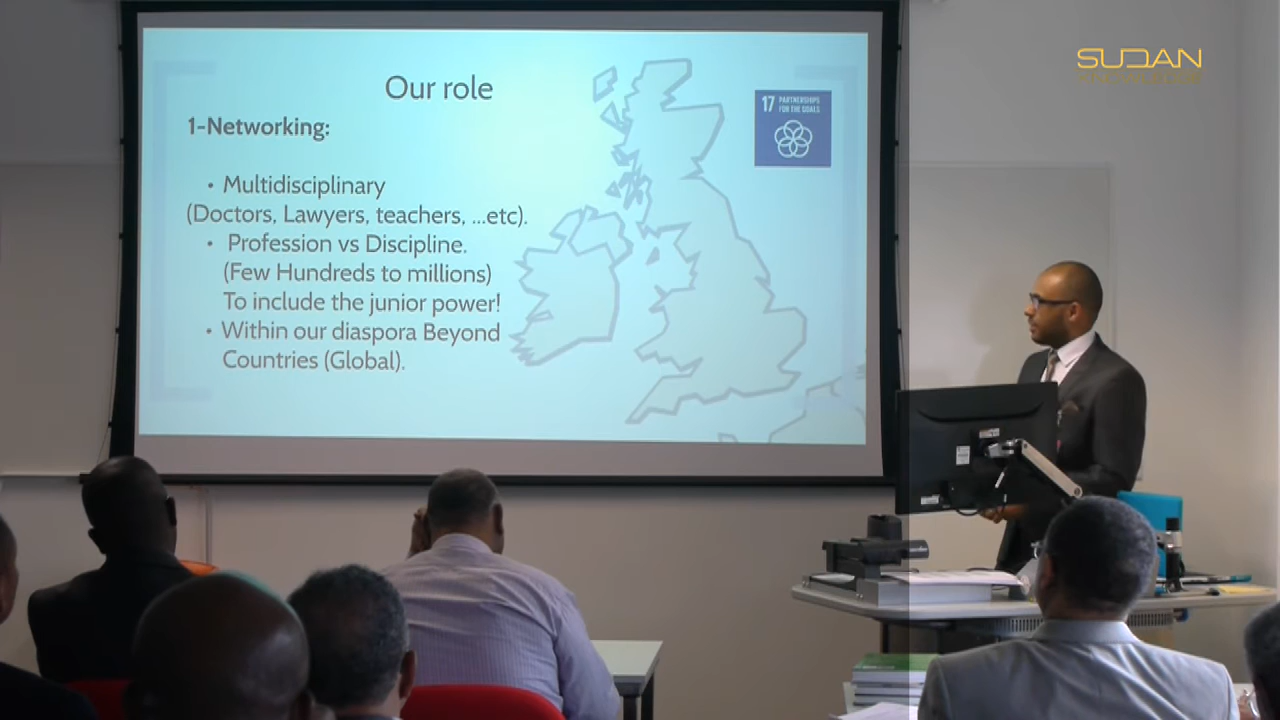 Our role
1-Networking:
• Multidisciplinary
(Doctors, Lawyers, teachers, ...etc).
• Profession vs Discipline.
(Few Hundreds to millions)
To include the junior power!
• Within our diaspora Beyond
Countries (Global).
17 PARTNERSHIPS
FOR THE GOALS
SUDAN